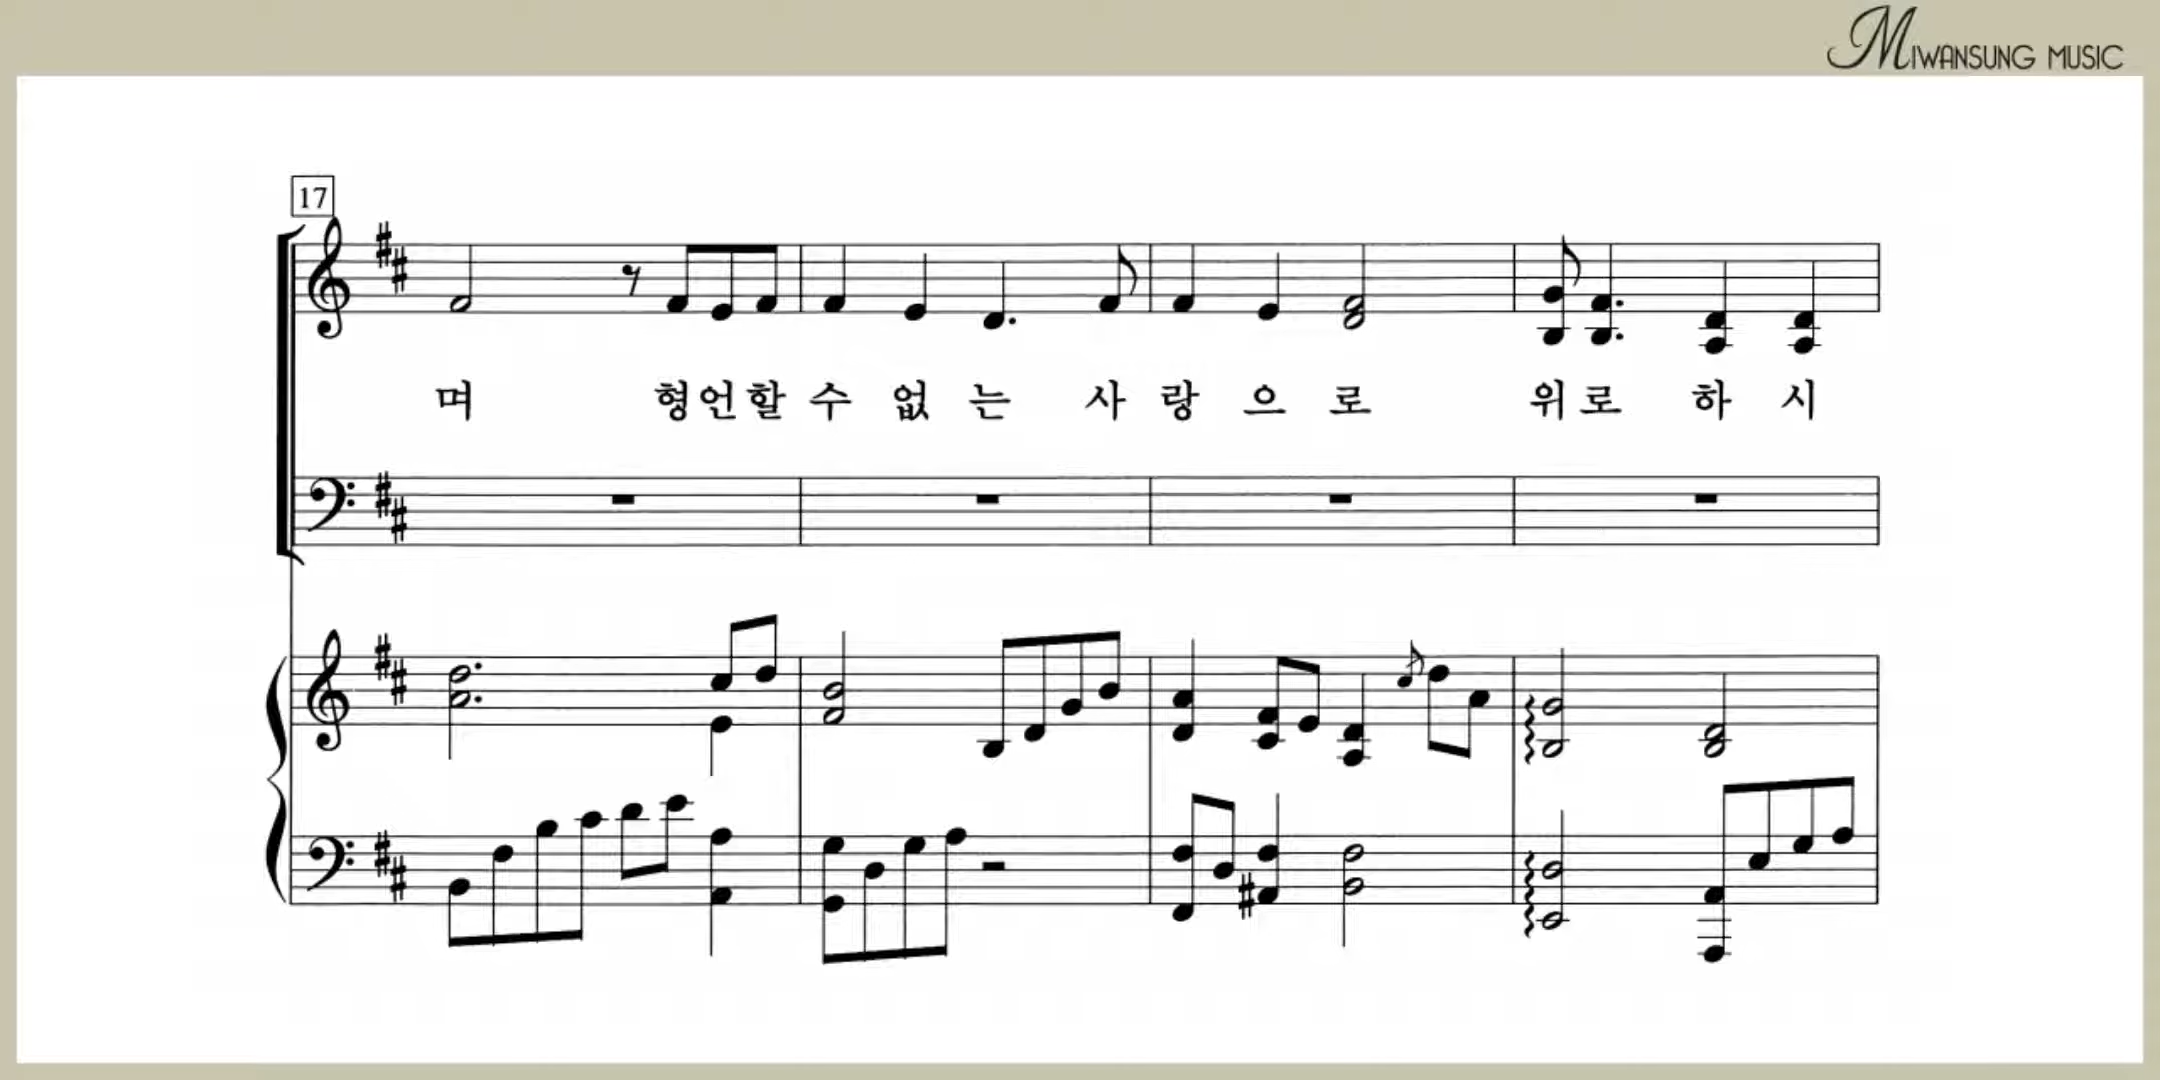 MIWANSUNG MUSIC
17
며 형언할 수 없 는 사 랑 으 로 위로 하 시